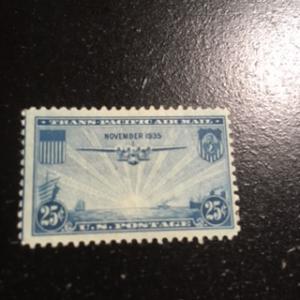 TRANS-PACIFIC AIR MAIL
NOVEMBER 1935
25¢ 25¢
U.S. POSTAGE